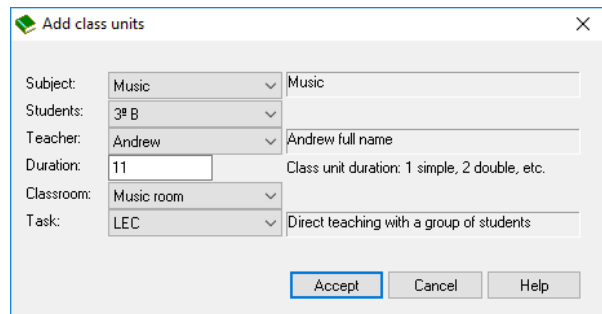 Add class units
Subject: Music Music
Students: 3ª B
Teacher: Andrew Andrew full name
Duration: 11 Class unit duration: 1 simple, 2 double, etc.
Classroom: Music room
Task: LEC Direct teaching with a group of students
Accept Cancel Help